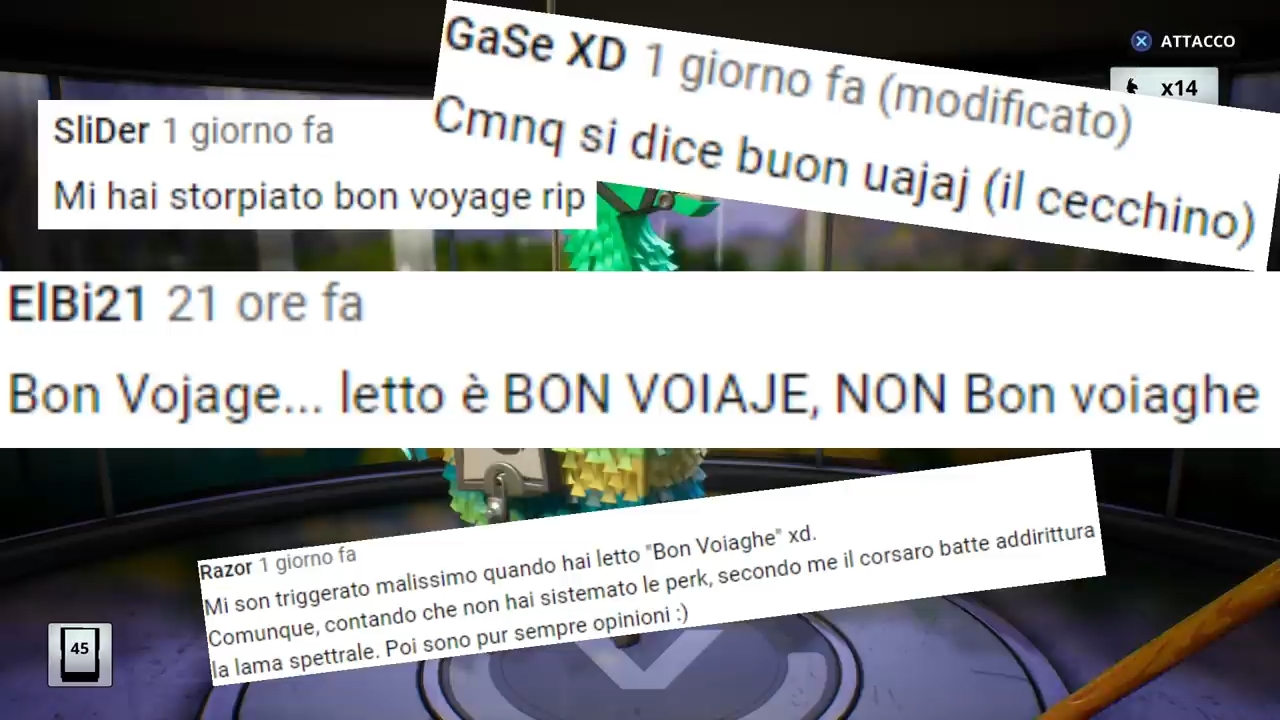 ATTACCO
x14
GaSe XD 1 giorno fa (modificato)
Cmnq si dice buon uajaj (il cecchino)
SliDer 1 giorno fa
Mi hai storpiato bon voyage rip
ElBi21 21 ore fa
Bon Vojage... letto è BON VOIAJE, NON Bon voiaghe
Razor 1 giorno fa
Mi son triggerato malissimo quando hai letto "Bon Voiaghe" xd.
Comunque, contando che non hai sistemato le perk, secondo me il corsaro batte addirittura
la lama spettrale. Poi sono pur sempre opinioni :)
45